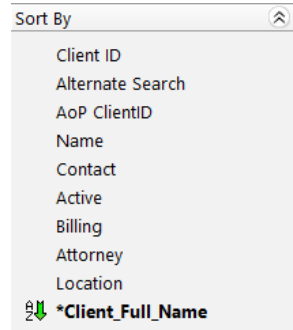 Sort By
Client ID
Alternate Search
AoP ClientID
Name
Contact
Active
Billing
Attorney
Location
*Client_Full_Name